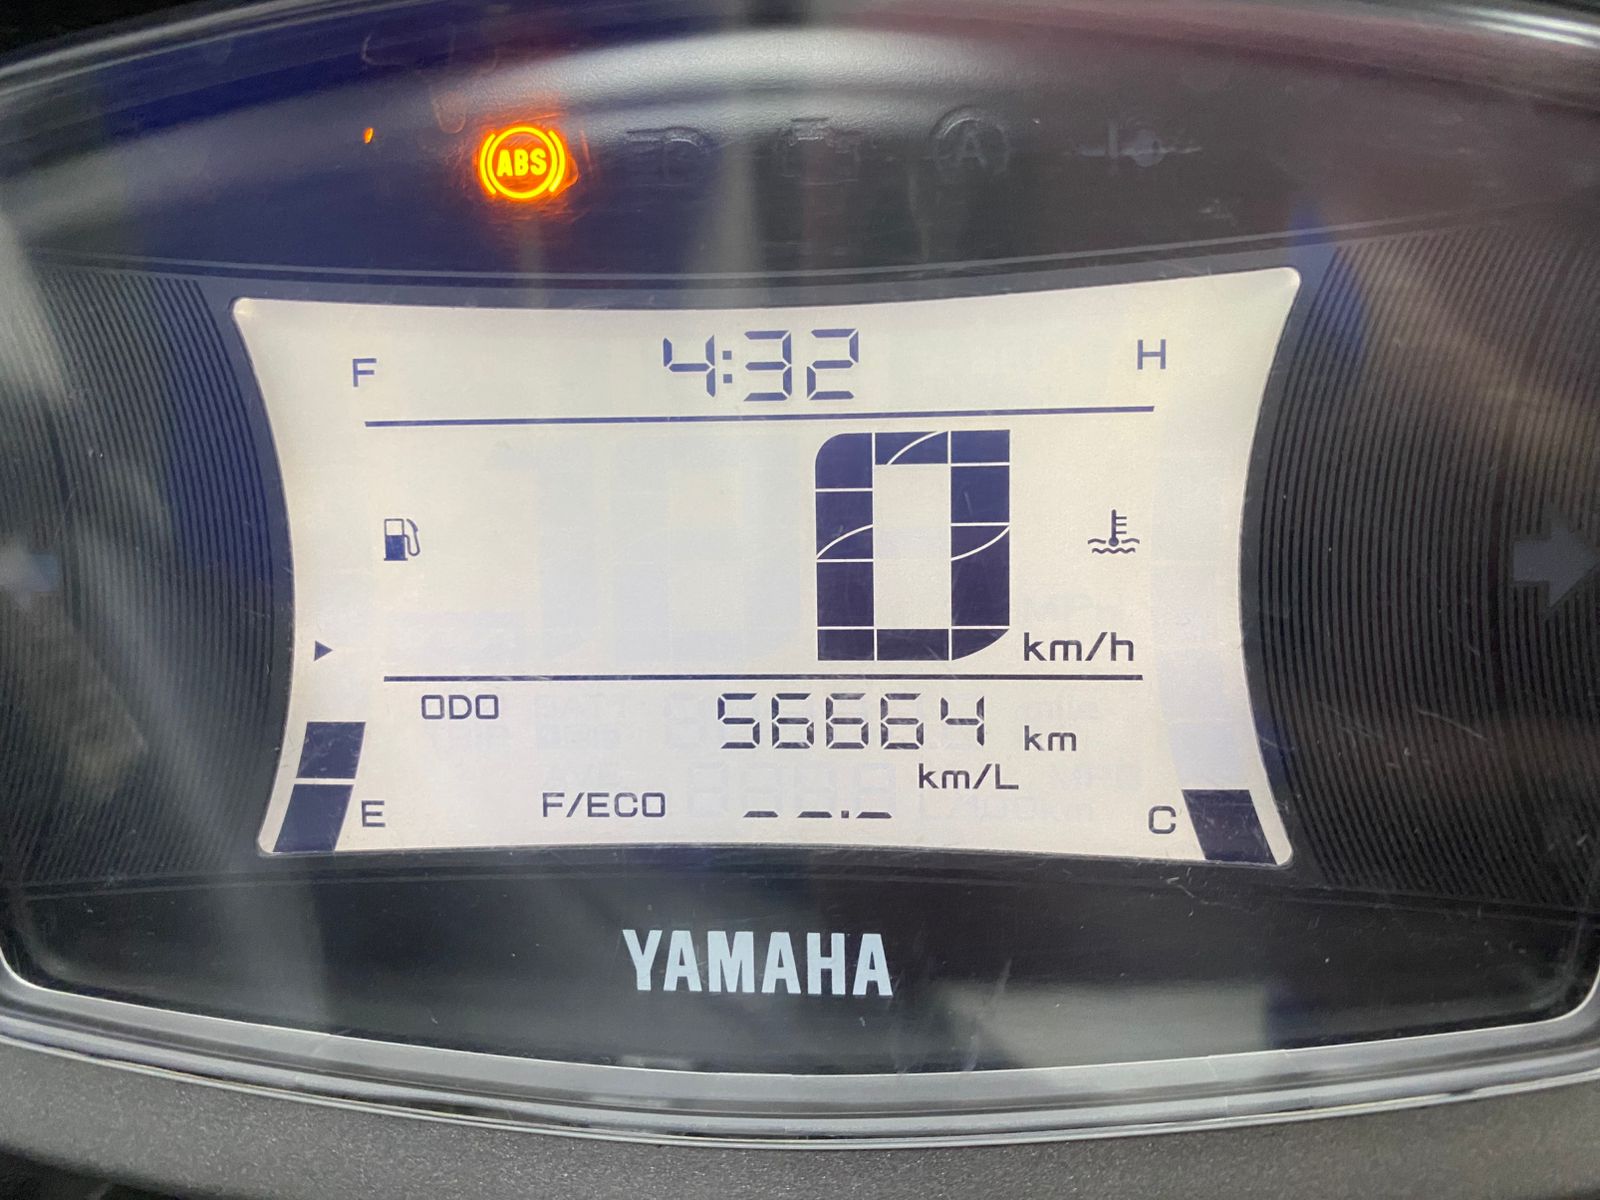 ABS
A
F 4:32 H
0 km/h
ODO 56664 km
km/L
F/ECO --.-
E C
YAMAHA